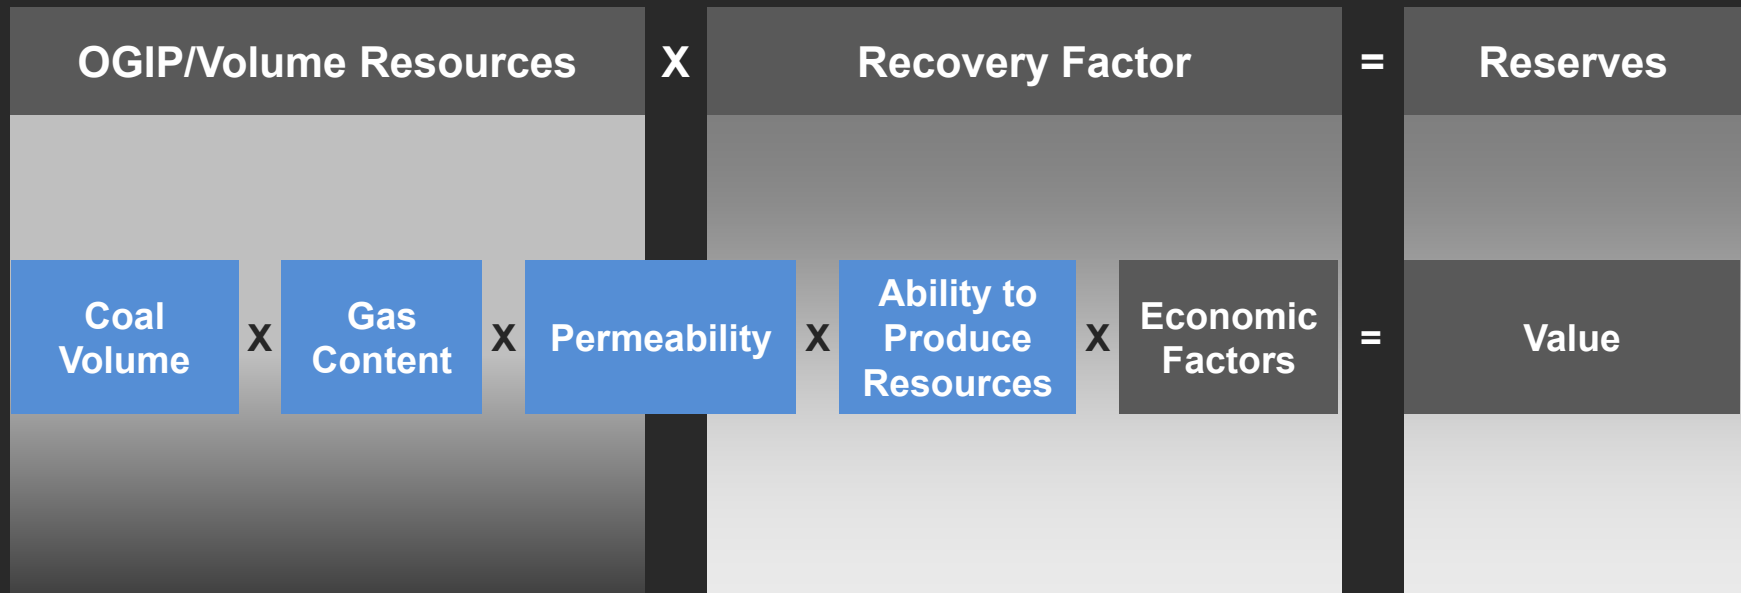 OGIP/Volume Resources X Recovery Factor = Reserves
Coal Volume X Gas Content X Permeability X Ability to Produce Resources X Economic Factors = Value